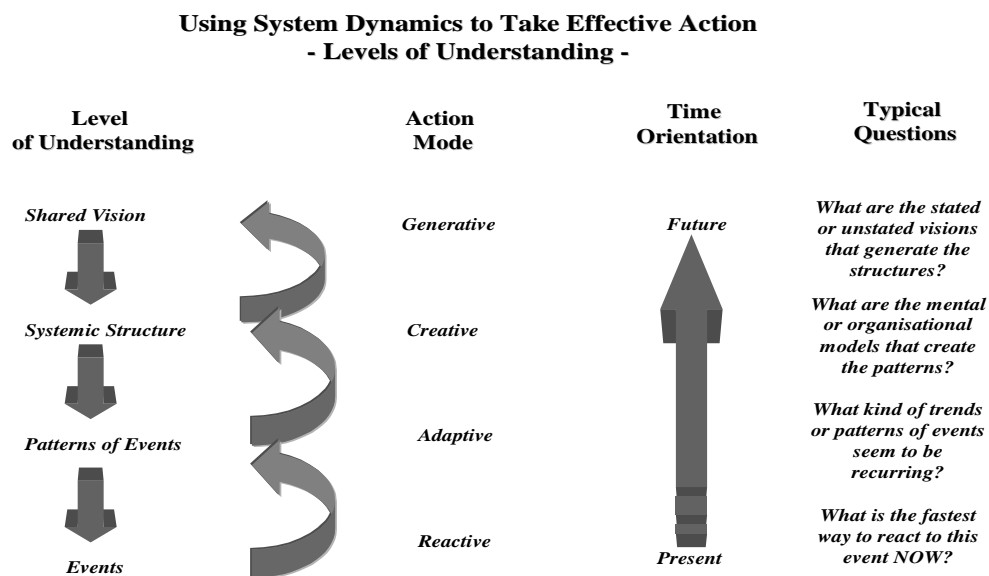 Using System Dynamics to Take Effective Action
- Levels of Understanding -
Level
of Understanding
Action
Mode
Time
Orientation
Typical
Questions
Shared Vision
Generative
Future
What are the stated
or unstated visions
that generate the
structures?
Systemic Structure
Creative
What are the mental
or organisational
models that create
the patterns?
Patterns of Events
Adaptive
What kind of trends
or patterns of events
seem to be
recurring?
Events
Reactive
Present
What is the fastest
way to react to this
event NOW?